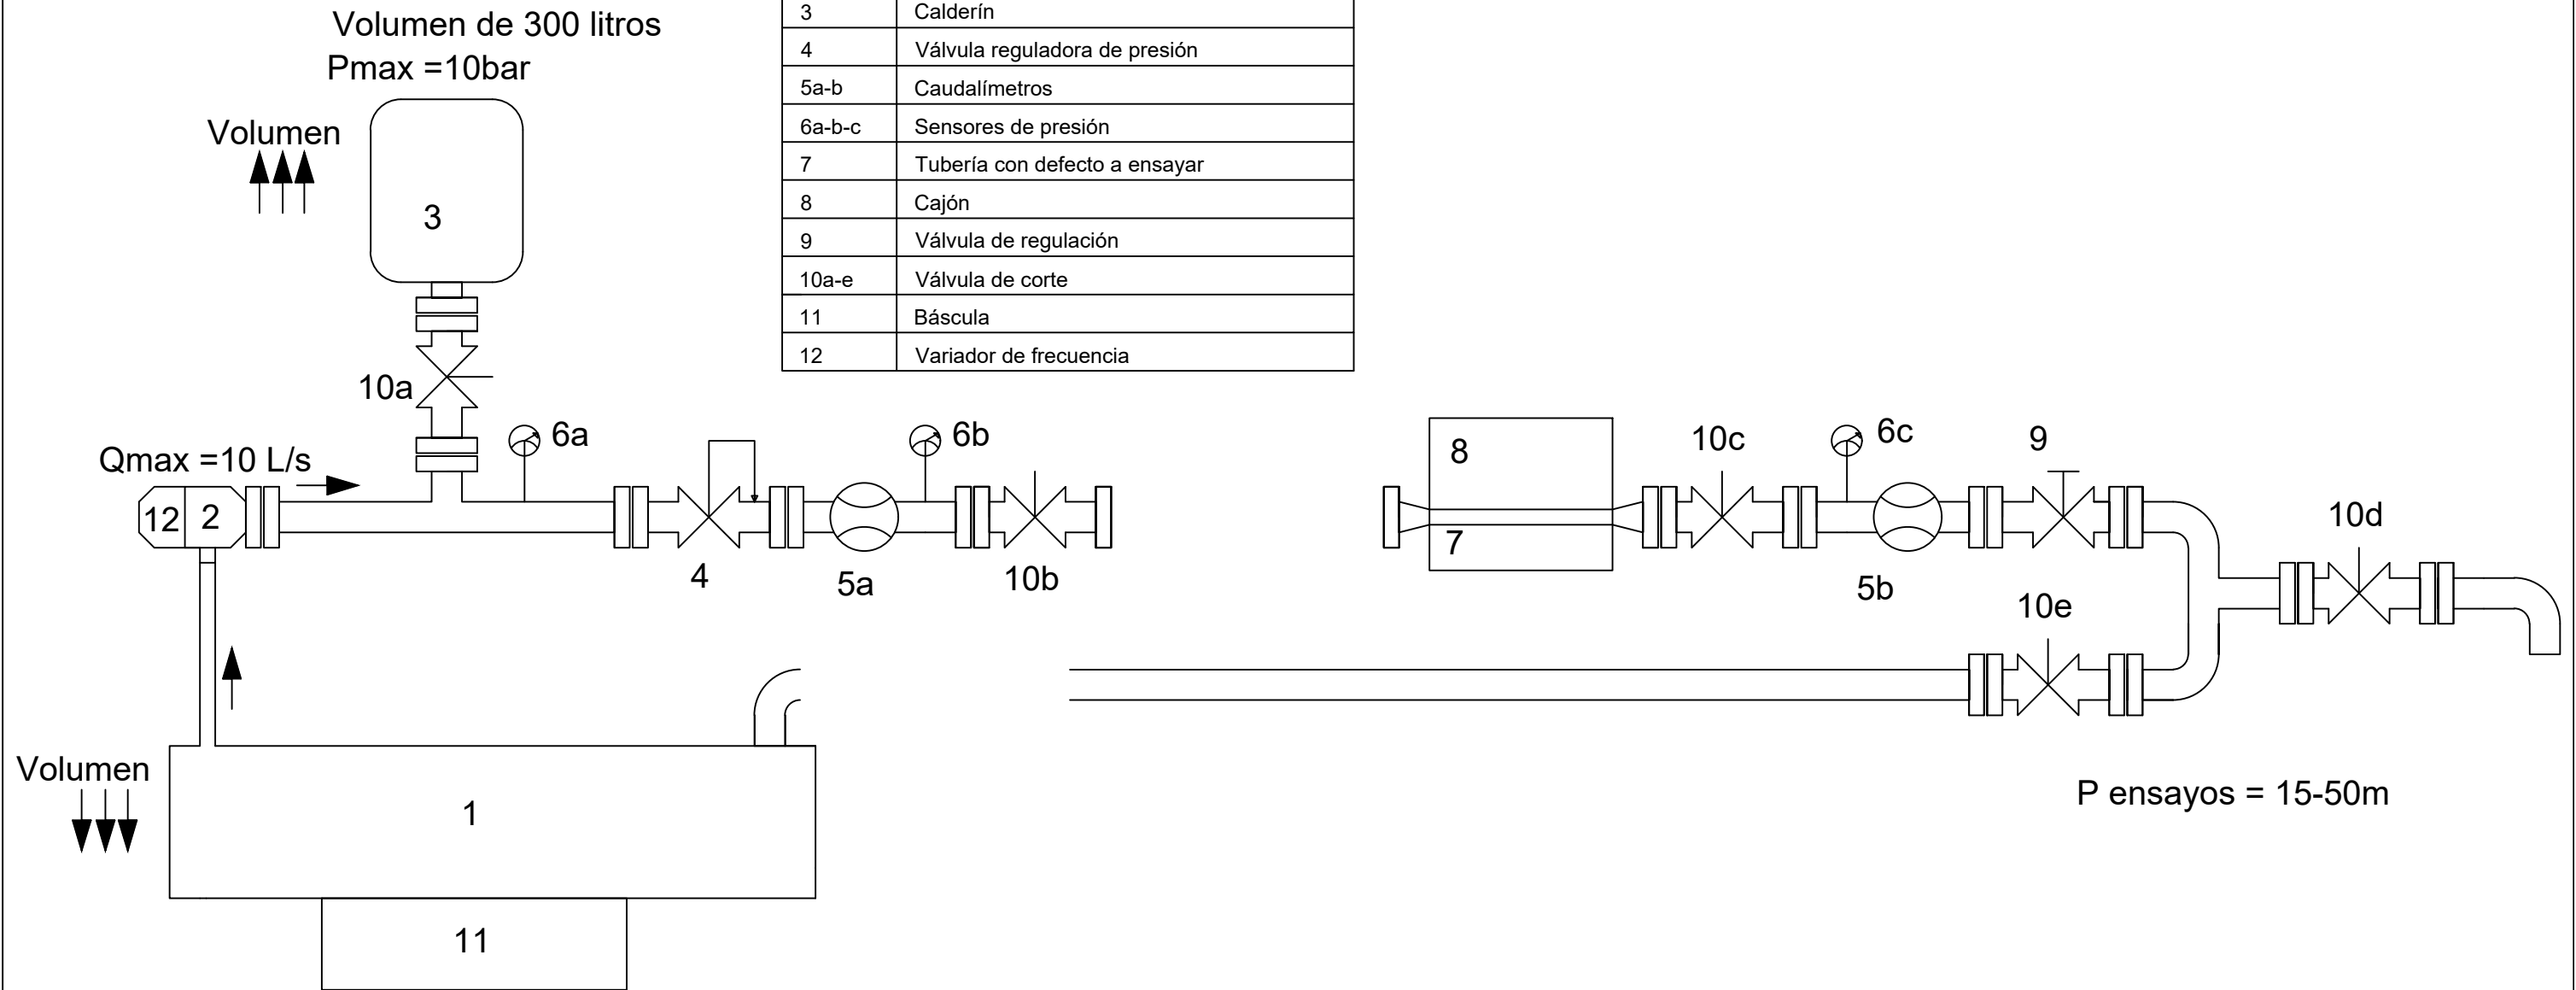 Volumen de 300 litros
Pmax =10bar
3 Calderín
4 Válvula reguladora de presión
5a-b Caudalímetros
6a-b-c Sensores de presión
7 Tubería con defecto a ensayar
8 Cajón
9 Válvula de regulación
10a-e Válvula de corte
11 Báscula
12 Variador de frecuencia
Volumen
3
10a
6a
6b
Qmax =10 L/s
12 2
4
5a
10b
8
7
10c
6c
9
5b
10d
10e
Volumen
1
11
P ensayos = 15-50m